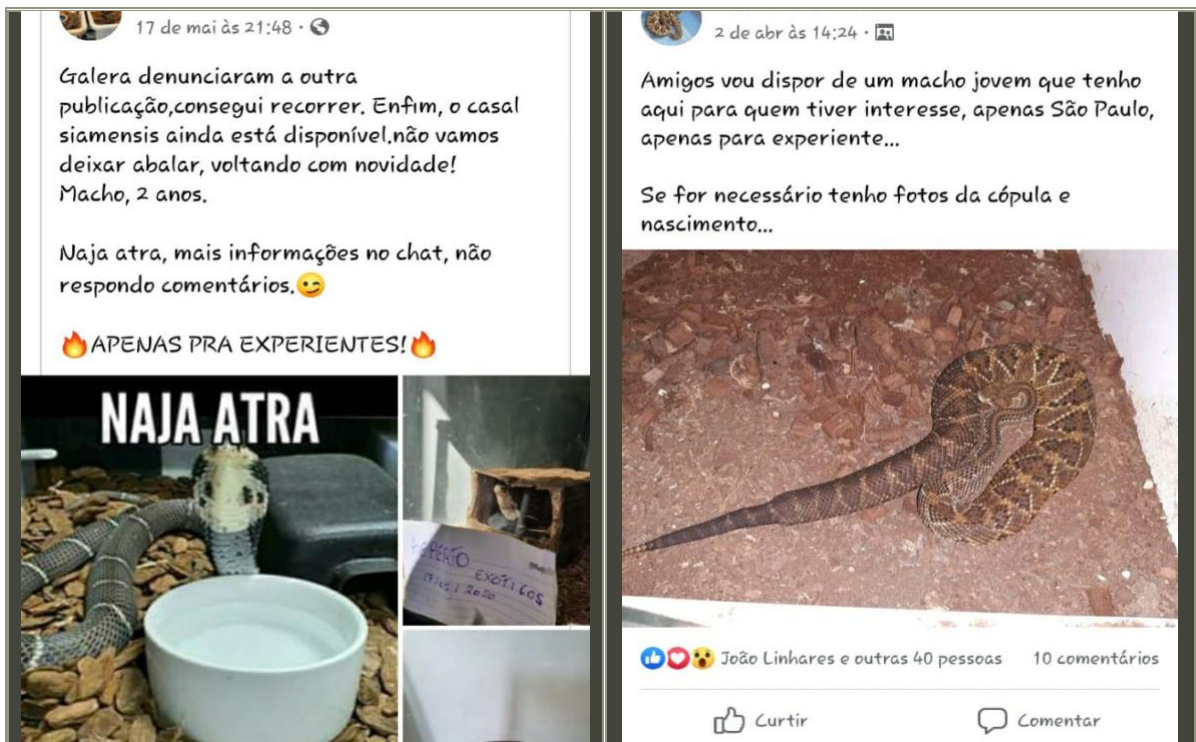 17 de mai às 21:48 ·
Galera denunciaram a outra
publicação,consegui recorrer. Enfim, o casal
siamensis ainda está disponível.não vamos
deixar abalar, voltando com novidade!
Macho, 2 anos.
Naja atra, mais informações no chat, não
respondo comentários.😉
🔥APENAS PRA EXPERIENTES!🔥
NAJA ATRA
EXOTICOS
2020
2 de abr às 14:24 ·
Amigos vou dispor de um macho jovem que tenho
aqui para quem tiver interesse, apenas São Paulo,
apenas para experiente...
Se for necessário tenho fotos da cópula e
nascimento...
João Linhares e outras 40 pessoas 10 comentários
Curtir Comentar